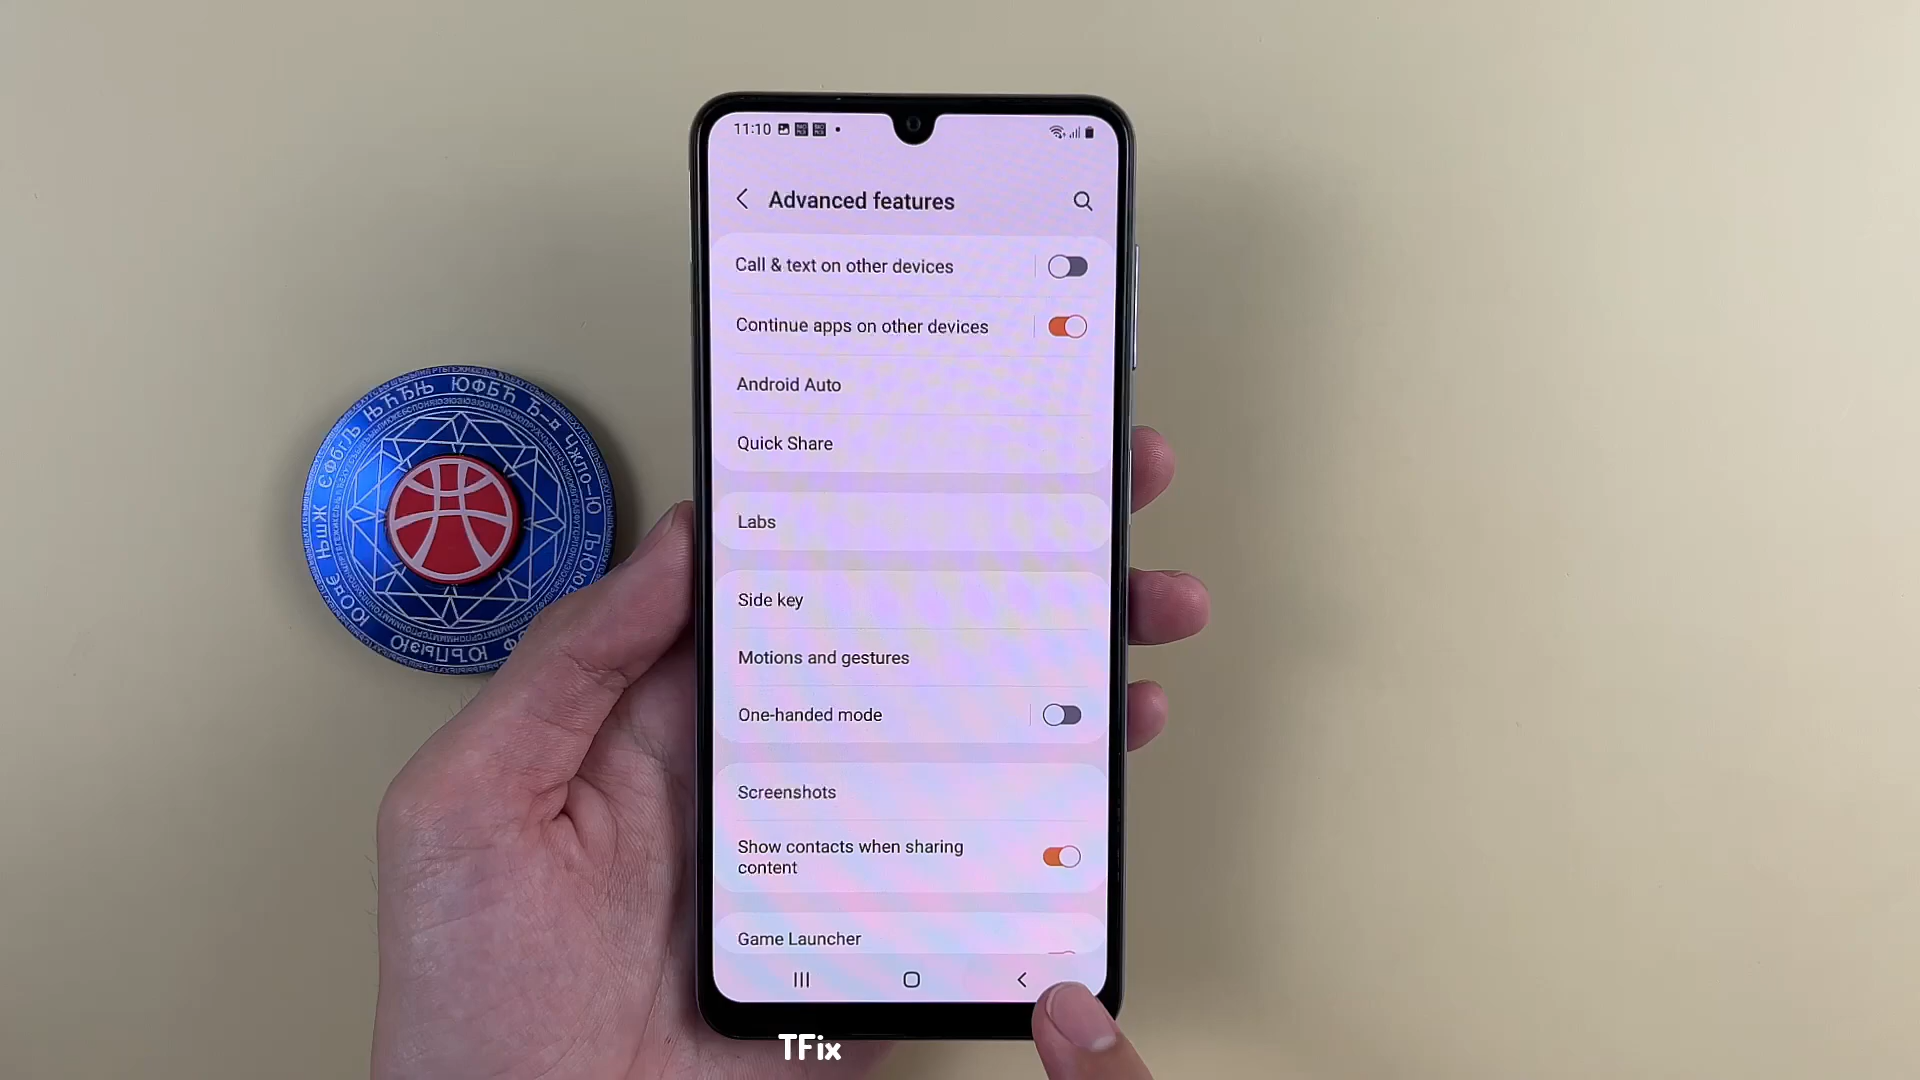 11:10
Advanced features
Call & text on other devices
Continue apps on other devices
Android Auto
Quick Share
Labs
Side key
Motions and gestures
One-handed mode
Screenshots
Show contacts when sharing
content
Game Launcher
TFix